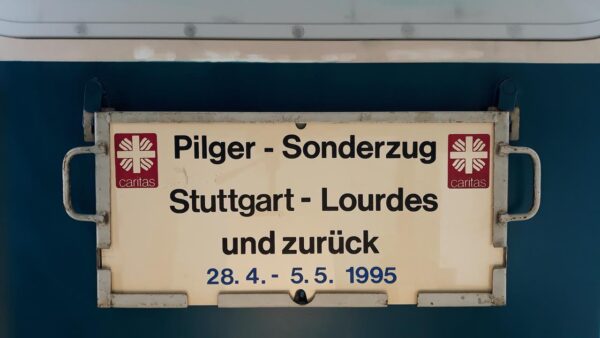 caritas
Pilger - Sonderzug
caritas
Stuttgart - Lourdes
und zurück
28. 4. - 5. 5. 1995